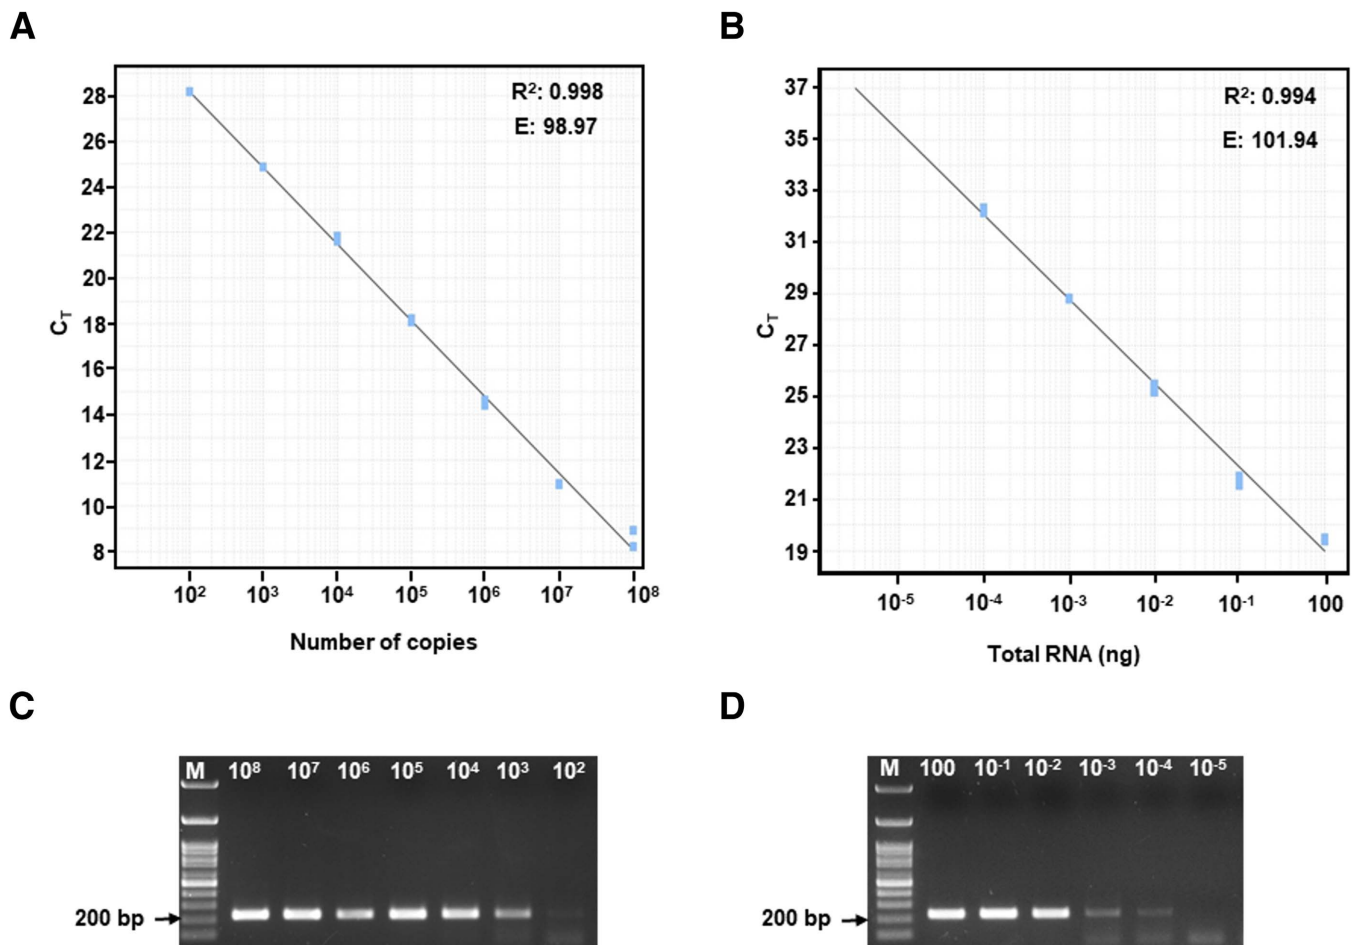 A
R²: 0.998
E: 98.97
28
26
24
22
20
18
16
14
12
10
8
C_T
10² 10³ 10⁴ 10⁵ 10⁶ 10⁷ 10⁸
Number of copies
B
R²: 0.994
E: 101.94
37
35
33
31
29
27
25
23
21
19
C_T
10⁻⁵ 10⁻⁴ 10⁻³ 10⁻² 10⁻¹ 100
Total RNA (ng)
C
M 10⁸ 10⁷ 10⁶ 10⁵ 10⁴ 10³ 10²
200 bp
D
M 100 10⁻¹ 10⁻² 10⁻³ 10⁻⁴ 10⁻⁵
200 bp